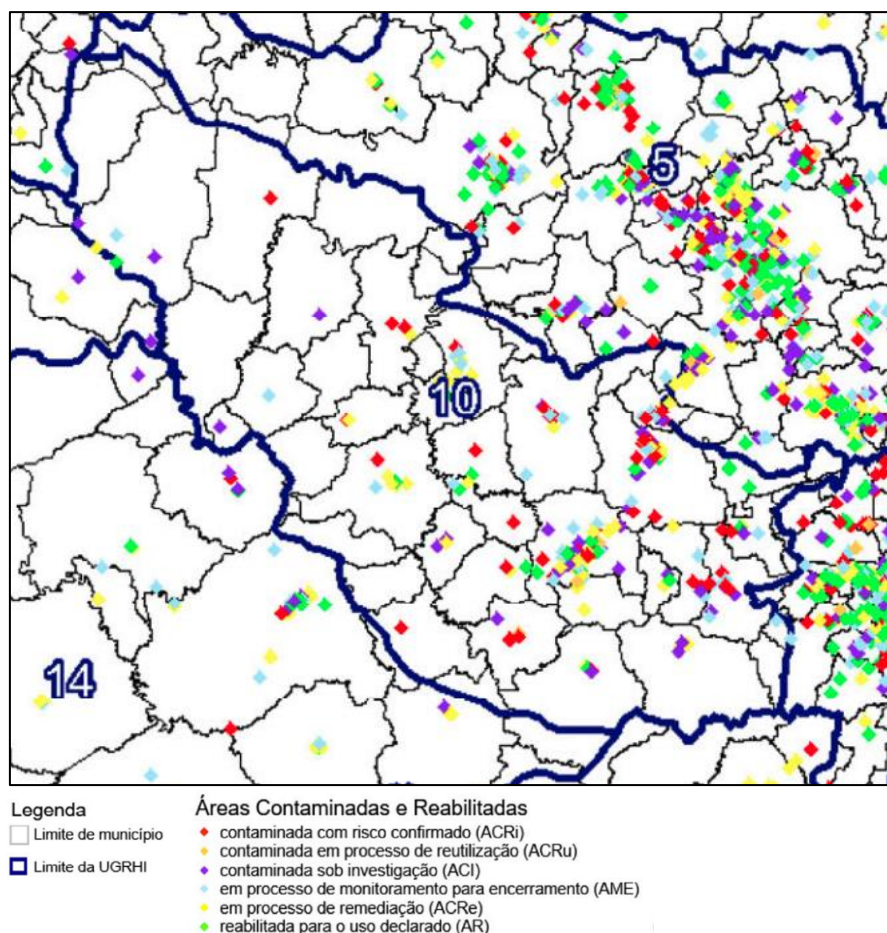 5
10
14
Legenda
Limite de município
Limite da UGRHI
Áreas Contaminadas e Reabilitadas
contaminada com risco confirmado (ACRi)
contaminada em processo de reutilização (ACRu)
contaminada sob investigação (ACI)
em processo de monitoramento para encerramento (AME)
em processo de remediação (ACRe)
reabilitada para o uso declarado (AR)